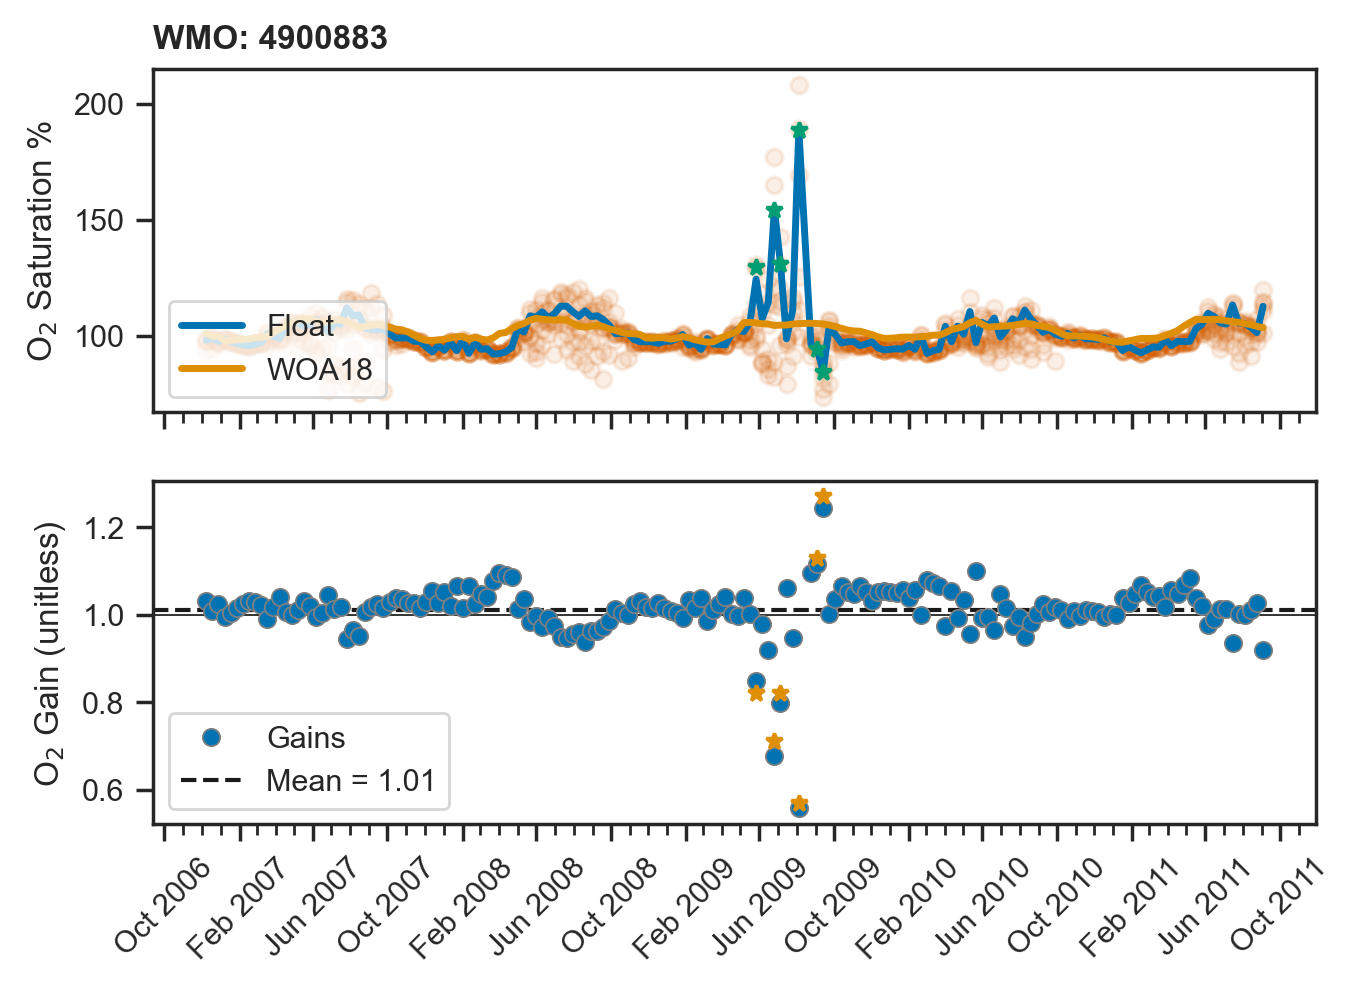 WMO: 4900883
O2 Saturation %
200
150
100
Float
WOA18
O2 Gain (unitless)
1.2
1.0
0.8
0.6
Gains
Mean = 1.01
Oct 2006
Feb 2007
Jun 2007
Oct 2007
Feb 2008
Jun 2008
Oct 2008
Feb 2009
Jun 2009
Oct 2009
Feb 2010
Jun 2010
Oct 2010
Feb 2011
Jun 2011
Oct 2011